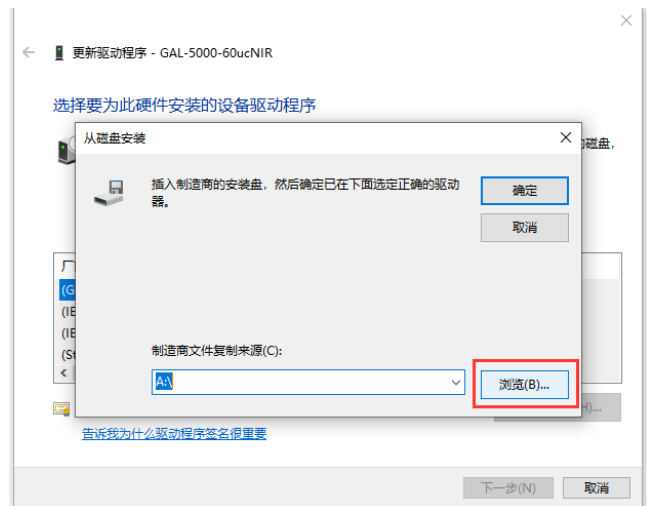 更新驱动程序 - GAL-5000-60ucNIR
选择要为此硬件安装的设备驱动程序
从磁盘安装
磁盘，
插入制造商的安装盘，然后确定已在下面选定正确的驱动
器。
确定
取消
厂
(G
(IE
(IE
(St
制造商文件复制来源(C):
A:\
浏览(B)...
H)...
告诉我为什么驱动程序签名很重要
下一步(N)
取消